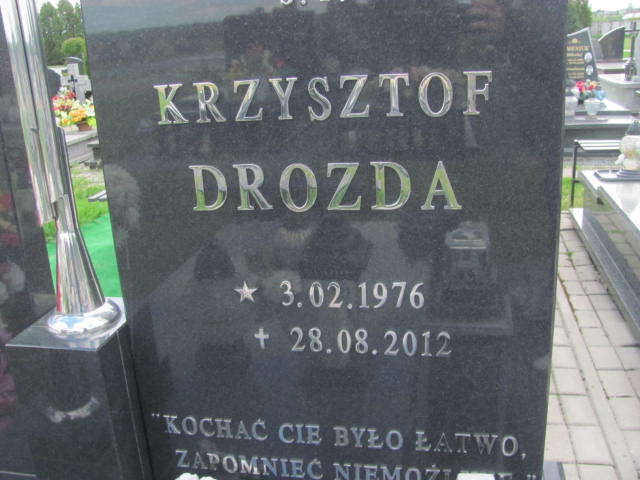 KRZYSZTOF
DROZDA
★ 3.02.1976
✝ 28.08.2012
"KOCHAĆ CIE BYŁO ŁATWO,
ZAPOMNIEĆ